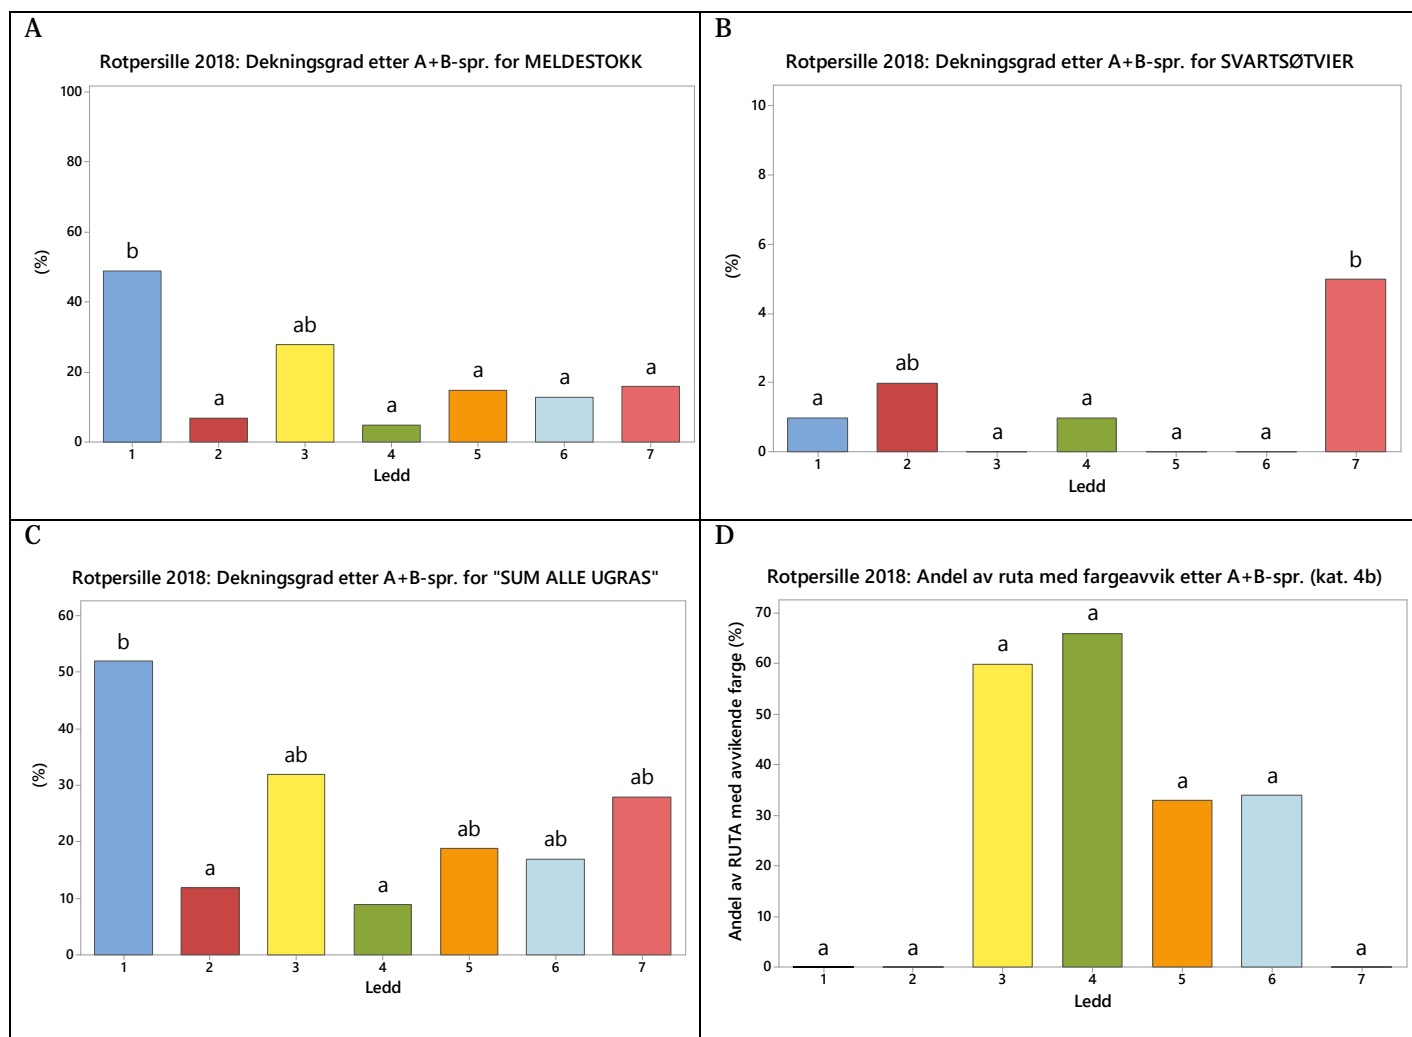 A
Rotpersille 2018: Dekningsgrad etter A+B-spr. for MELDESTOKK
(%)
100
80
60
40
20
0
b
a
ab
a
a
a
a
1 2 3 4 5 6 7
Ledd
B
Rotpersille 2018: Dekningsgrad etter A+B-spr. for SVARTSØTVIER
(%)
10
8
6
4
2
0
a
ab
a
a
a
a
b
1 2 3 4 5 6 7
Ledd
C
Rotpersille 2018: Dekningsgrad etter A+B-spr. for "SUM ALLE UGRAS"
(%)
60
50
40
30
20
10
0
b
a
ab
a
ab
ab
ab
1 2 3 4 5 6 7
Ledd
D
Rotpersille 2018: Andel av ruta med fargeavvik etter A+B-spr. (kat. 4b)
Andel av RUTA med avvikende farge (%)
70
60
50
40
30
20
10
0
a
a
a
a
a
a
a
1 2 3 4 5 6 7
Ledd